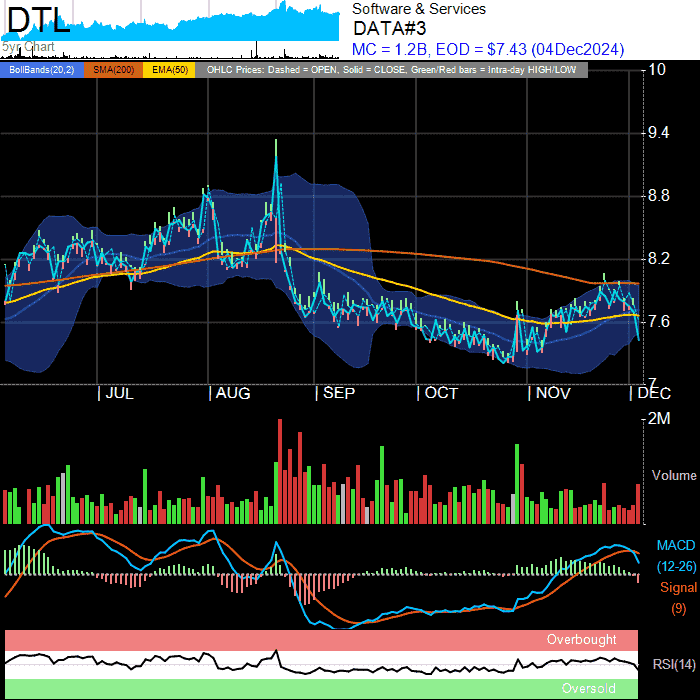 DTL
5yr Chart
Software & Services
DATA#3
MC = 1.2B, EOD = $7.43 (04Dec2024)
BollBands(20,2) SMA(200) EMA(50) OHLC Prices: Dashed = OPEN, Solid = CLOSE, Green/Red bars = Intra-day HIGH/LOW
10
9.4
8.8
8.2
7.6
7
JUL AUG SEP OCT NOV DEC
2M
Volume
MACD
(12-26)
Signal
(9)
Overbought
RSI(14)
Oversold